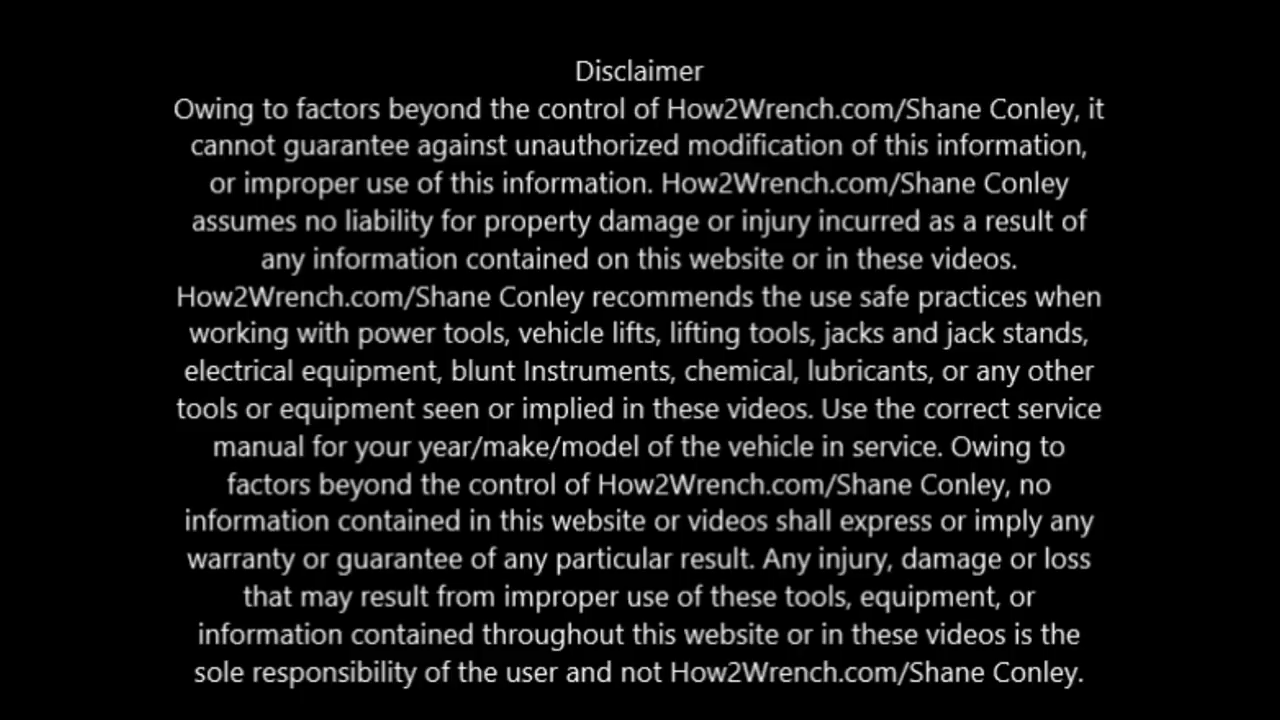 Disclaimer
Owing to factors beyond the control of How2Wrench.com/Shane Conley, it
cannot guarantee against unauthorized modification of this information,
or improper use of this information. How2Wrench.com/Shane Conley
assumes no liability for property damage or injury incurred as a result of
any information contained on this website or in these videos.
How2Wrench.com/Shane Conley recommends the use safe practices when
working with power tools, vehicle lifts, lifting tools, jacks and jack stands,
electrical equipment, blunt Instruments, chemical, lubricants, or any other
tools or equipment seen or implied in these videos. Use the correct service
manual for your year/make/model of the vehicle in service. Owing to
factors beyond the control of How2Wrench.com/Shane Conley, no
information contained in this website or videos shall express or imply any
warranty or guarantee of any particular result. Any injury, damage or loss
that may result from improper use of these tools, equipment, or
information contained throughout this website or in these videos is the
sole responsibility of the user and not How2Wrench.com/Shane Conley.